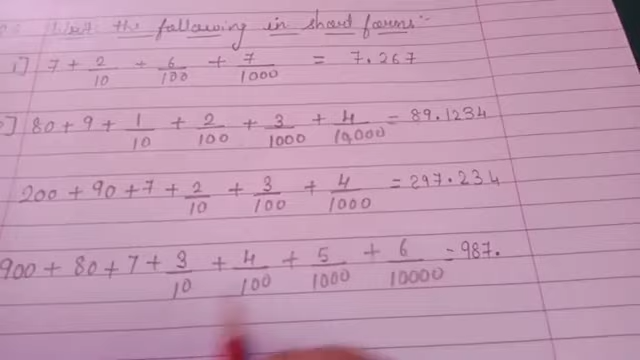 Write the following in short forms:-
1] 7 + 2/10 + 6/100 + 7/1000 = 7.267
] 80 + 9 + 1/10 + 2/100 + 3/1000 + 4/10,000 = 89.1234
200 + 90 + 7 + 2/10 + 3/100 + 4/1000 = 297.234
900 + 80 + 7 + 3/10 + 4/100 + 5/1000 + 6/10000 = 987.